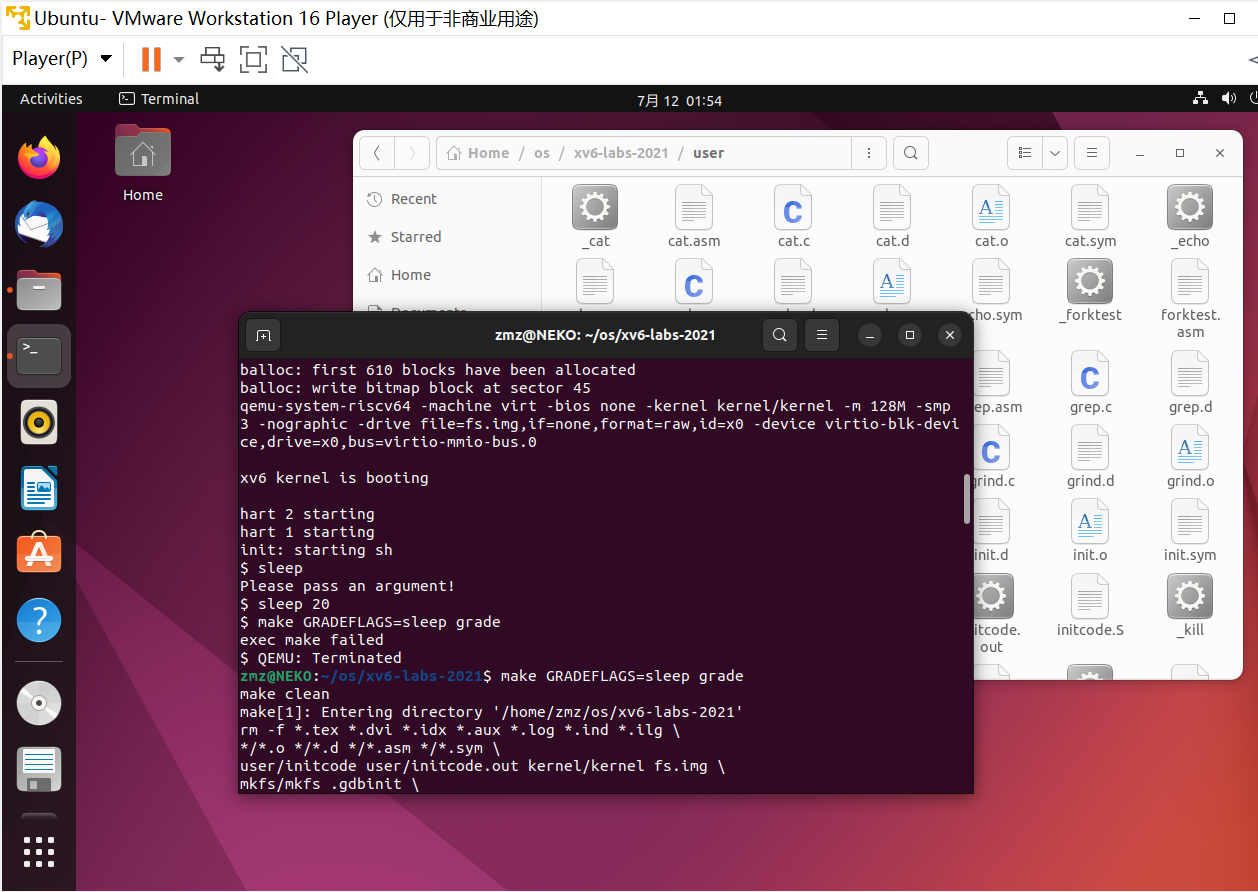 Ubuntu- VMware Workstation 16 Player (仅用于非商业用途)
Player(P)
Activities
Terminal
7月 12 01:54
Home
Home / os / xv6-labs-2021 / user
Recent
Starred
Home
_cat
cat.asm
cat.c
cat.d
cat.o
cat.sym
_echo
_forktest
forktest.
asm
grep.c
grep.d
grind.c
grind.d
grind.o
init.d
init.o
init.sym
out
initcode.S
_kill
zmz@NEKO: ~/os/xv6-labs-2021
balloc: first 610 blocks have been allocated
balloc: write bitmap block at sector 45
qemu-system-riscv64 -machine virt -bios none -kernel kernel/kernel -m 128M -smp
3 -nographic -drive file=fs.img,if=none,format=raw,id=x0 -device virtio-blk-devi
ce,drive=x0,bus=virtio-mmio-bus.0
xv6 kernel is booting
hart 2 starting
hart 1 starting
init: starting sh
$ sleep
Please pass an argument!
$ sleep 20
$ make GRADEFLAGS=sleep grade
exec make failed
$ QEMU: Terminated
zmz@NEKO:~/os/xv6-labs-2021$ make GRADEFLAGS=sleep grade
make clean
make[1]: Entering directory '/home/zmz/os/xv6-labs-2021'
rm -f *.tex *.dvi *.idx *.aux *.log *.ind *.ilg \
*/*.o */*.d */*.asm */*.sym \
user/initcode user/initcode.out kernel/kernel fs.img \
mkfs/mkfs .gdbinit \